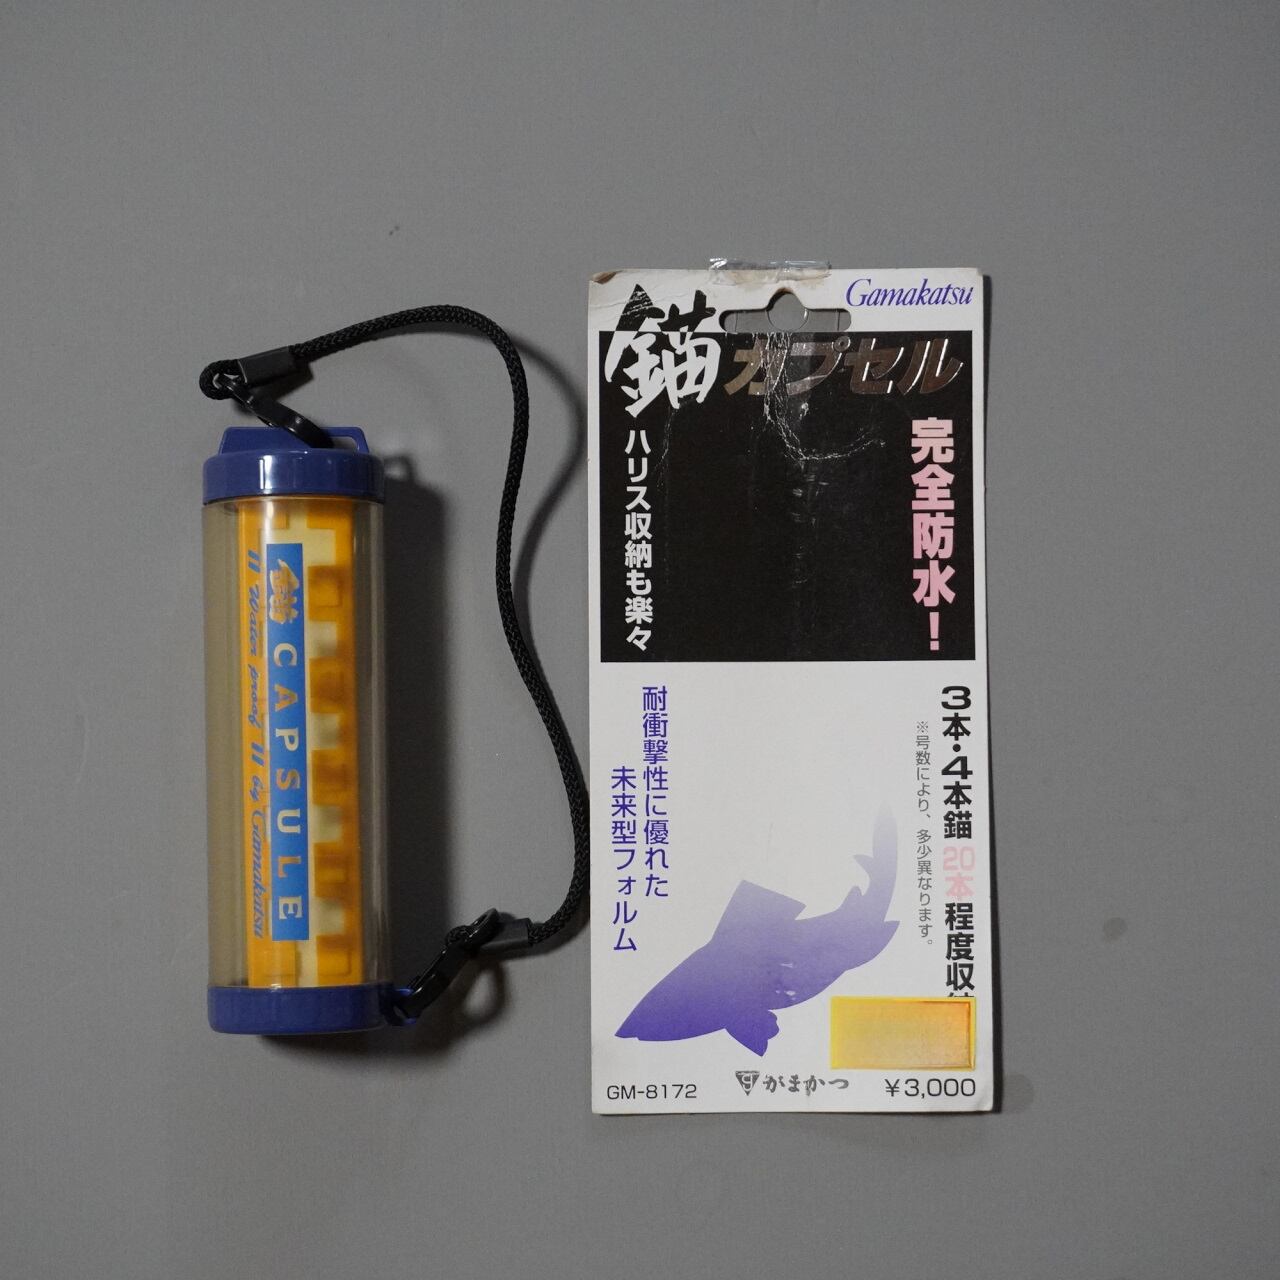 錨 CAPSULE
"Water proof" by Gamakatsu
Gamakatsu
錨カプセル
完全防水!
ハリス収納も楽々
3本・4本錨 20本程度収納
※号数により、多少異なります。
耐衝撃性に優れた
未来型フォルム
GM-8172
がまかつ
¥3,000